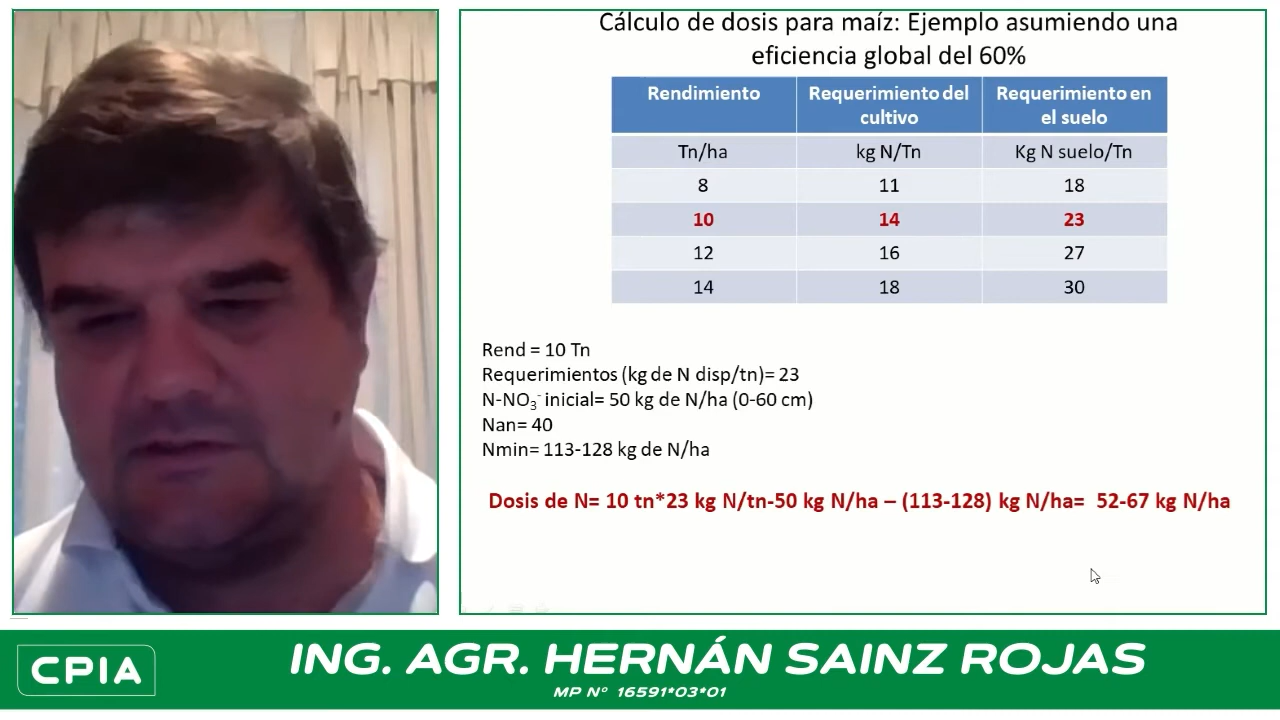 Cálculo de dosis para maíz: Ejemplo asumiendo una
eficiencia global del 60%
Rendimiento Requerimiento del cultivo Requerimiento en el suelo
Tn/ha kg N/Tn Kg N suelo/Tn
8 11 18
10 14 23
12 16 27
14 18 30
Rend = 10 Tn
Requerimientos (kg de N disp/tn)= 23
N-NO₃⁻ inicial= 50 kg de N/ha (0-60 cm)
Nan= 40
Nmin= 113-128 kg de N/ha
Dosis de N= 10 tn*23 kg N/tn-50 kg N/ha – (113-128) kg N/ha= 52-67 kg N/ha
CPIA
ING. AGR. HERNÁN SAINZ ROJAS
MP Nº 16591*03*01